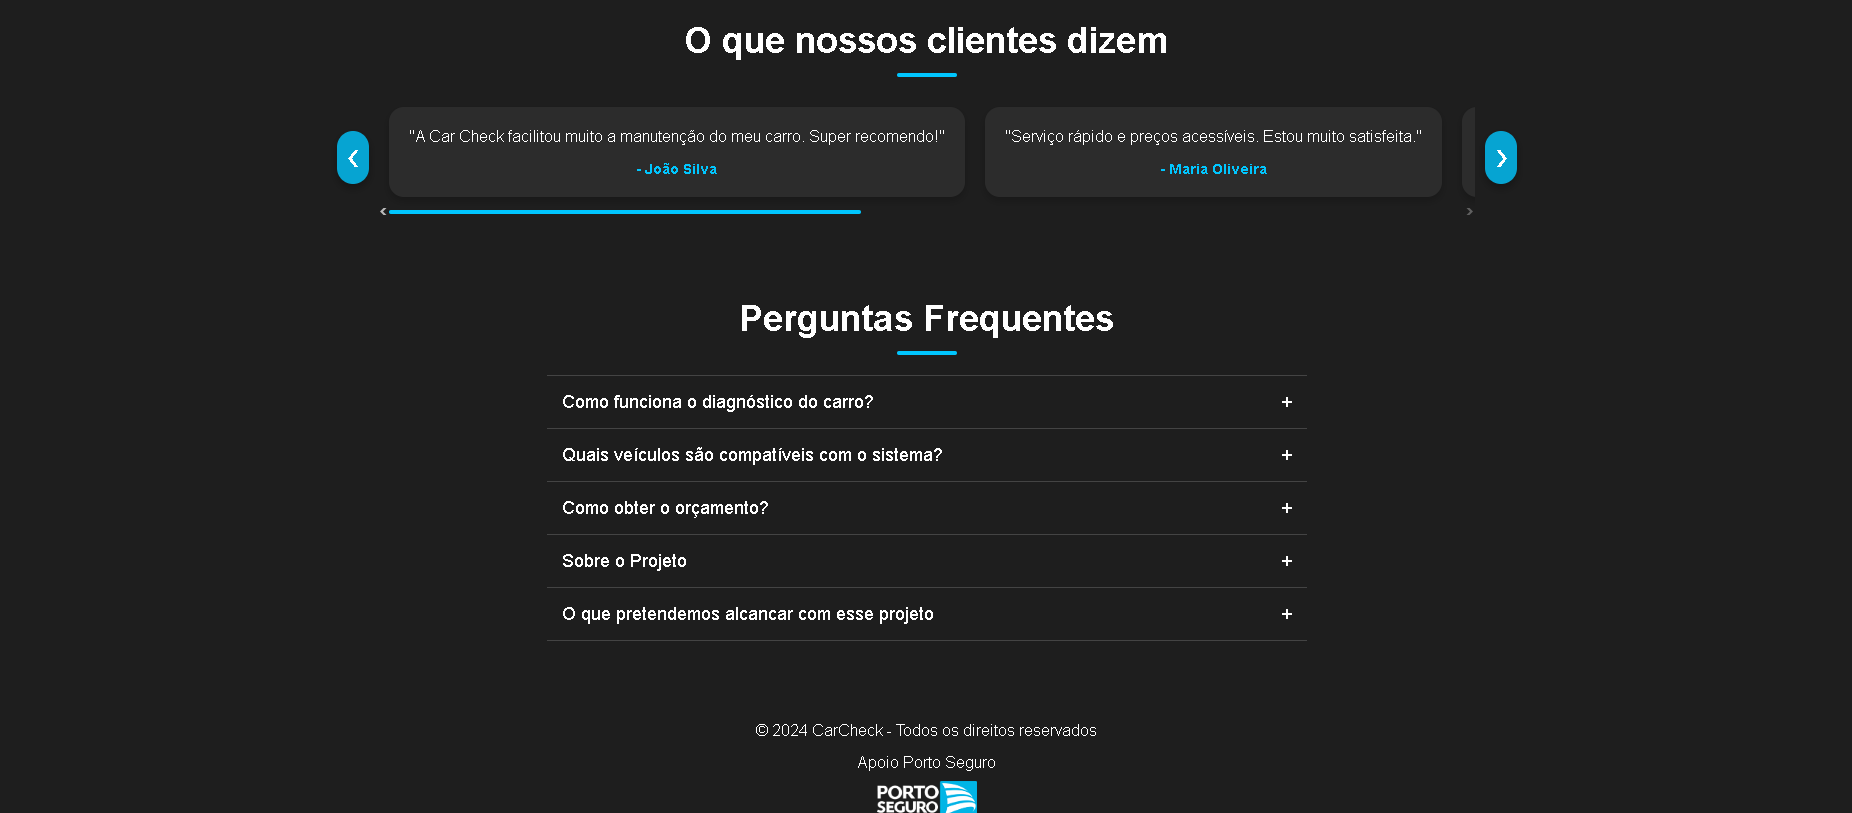 O que nossos clientes dizem
"A Car Check facilitou muito a manutenção do meu carro. Super recomendo!"
- João Silva
"Serviço rápido e preços acessíveis. Estou muito satisfeita."
- Maria Oliveira
Perguntas Frequentes
Como funciona o diagnóstico do carro? +
Quais veículos são compatíveis com o sistema? +
Como obter o orçamento? +
Sobre o Projeto +
O que pretendemos alcancar com esse projeto +
© 2024 CarCheck - Todos os direitos reservados
Apoio Porto Seguro
PORTO
SEGURO